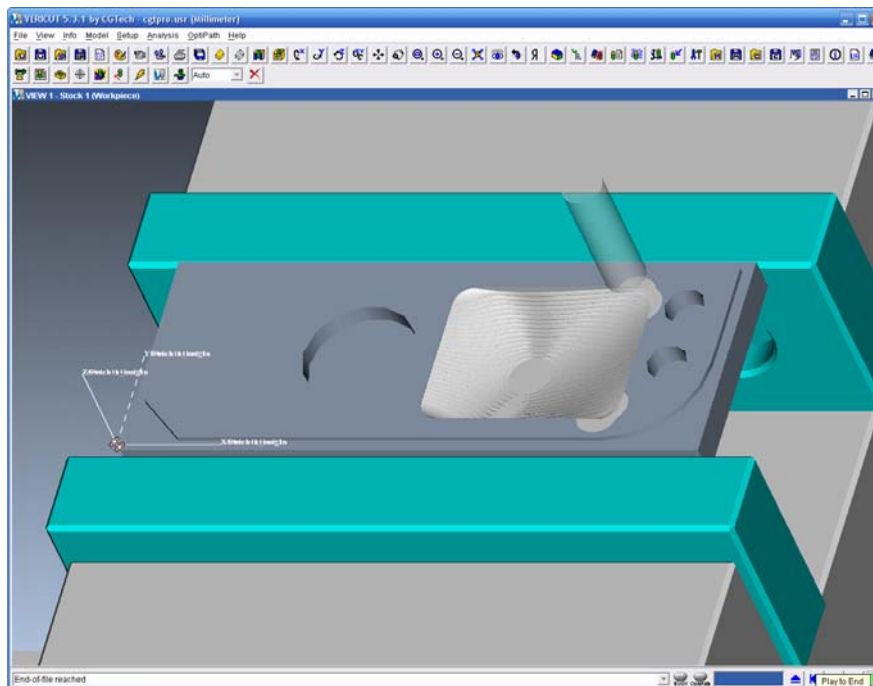 VERICUT 5.3.1 by CGTech - cgtpro.usr (Millimeter)
File View Info Model Setup Analysis OptiPath Help
Auto
VIEW 1 - Stock 1 (Workpiece)
End-of-file reached
Play to End